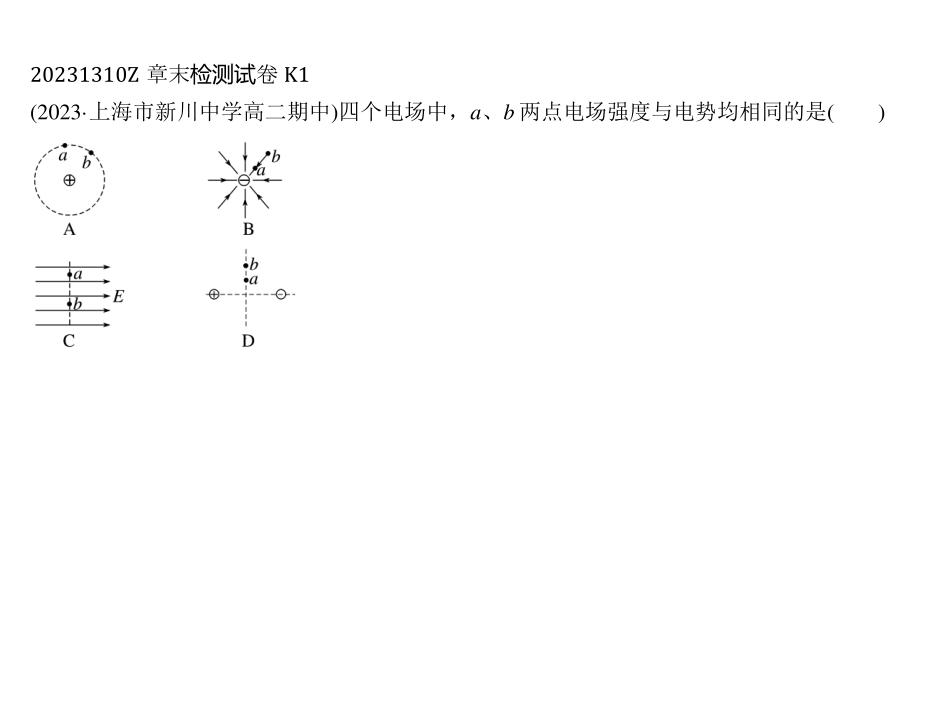 20231310Z 章末检测试卷 K1
(2023·上海市新川中学高二期中)四个电场中，a、b 两点电场强度与电势均相同的是(　　)
a b
b
a
A B
a
b E
b
a
C D